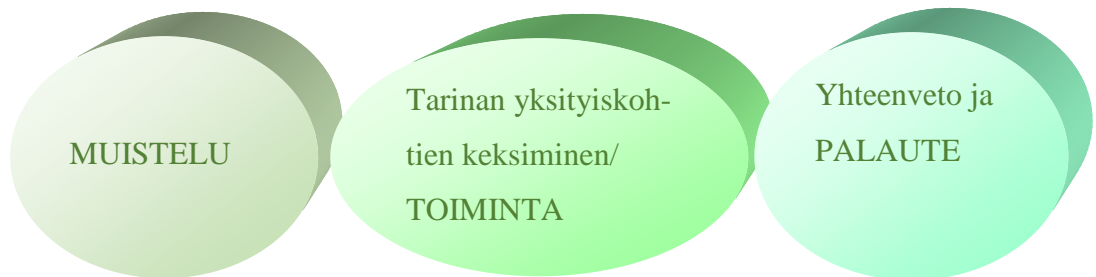 MUISTELU
Tarinan yksityiskoh-
tien keksiminen/
TOIMINTA
Yhteenveto ja
PALAUTE